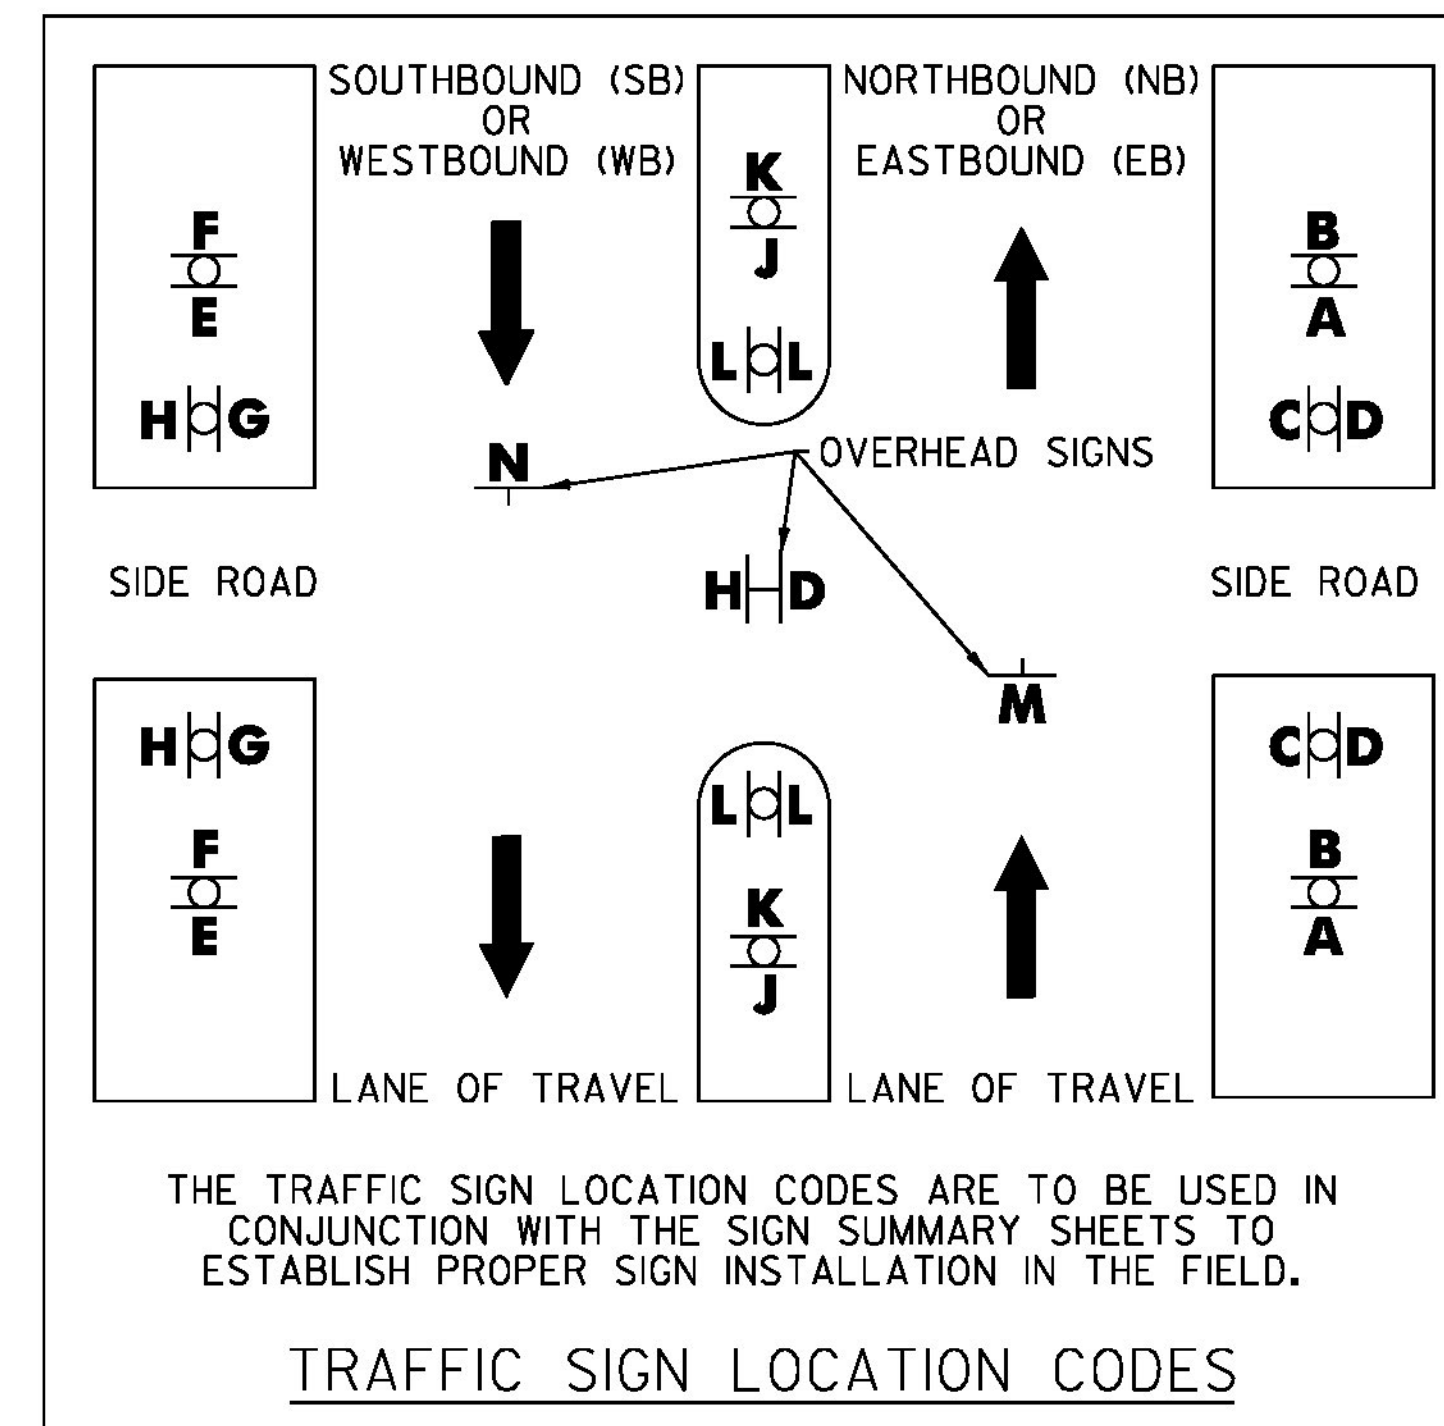 SOUTHBOUND (SB)
OR
WESTBOUND (WB)
NORTHBOUND (NB)
OR
EASTBOUND (EB)
F
E
H G
K
J
L L
B
A
C D
N
OVERHEAD SIGNS
SIDE ROAD
H D
SIDE ROAD
M
H G
F
E
L L
K
J
C D
B
A
LANE OF TRAVEL
LANE OF TRAVEL
THE TRAFFIC SIGN LOCATION CODES ARE TO BE USED IN
CONJUNCTION WITH THE SIGN SUMMARY SHEETS TO
ESTABLISH PROPER SIGN INSTALLATION IN THE FIELD.
TRAFFIC SIGN LOCATION CODES